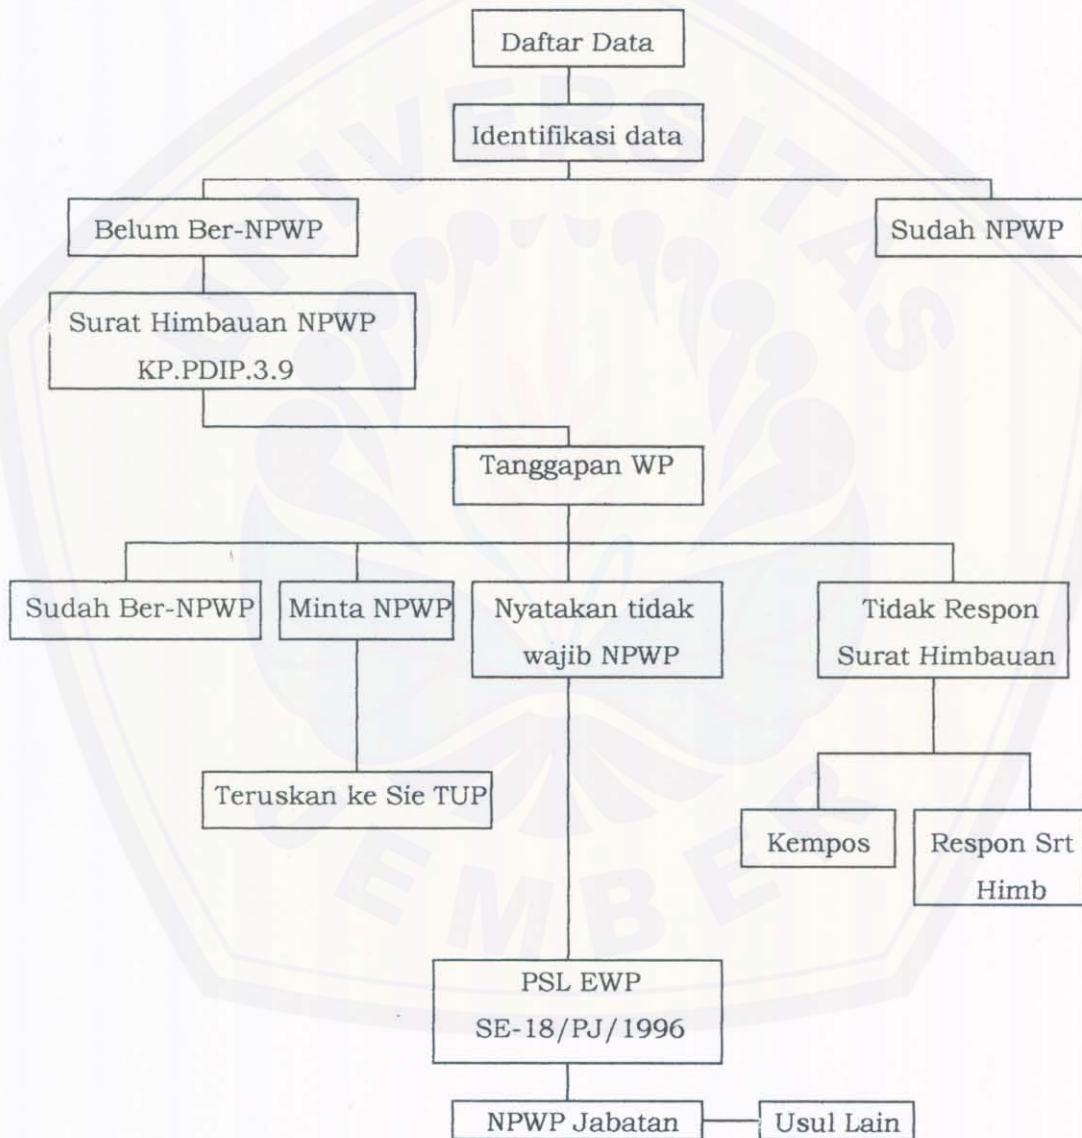 Daftar Data
Identifikasi data
Belum Ber-NPWP
Sudah NPWP
Surat Himbauan NPWP
KP.PDIP.3.9
Tanggapan WP
Sudah Ber-NPWP
Minta NPWP
Nyatakan tidak
wajib NPWP
Tidak Respon
Surat Himbauan
Teruskan ke Sie TUP
Kempos
Respon Srt
Himb
PSL EWP
SE-18/PJ/1996
NPWP Jabatan
Usul Lain
UNIVERSITAS
JEMBER